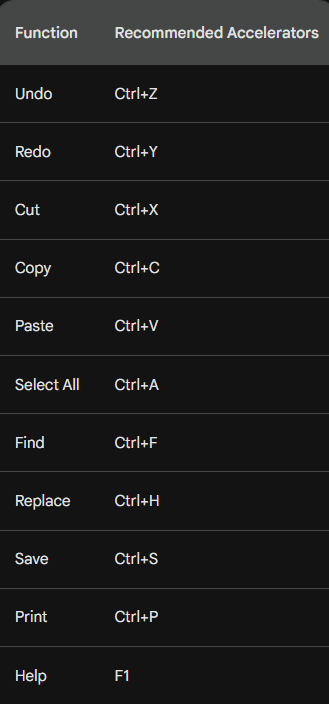 Function Recommended Accelerators
Undo Ctrl+Z
Redo Ctrl+Y
Cut Ctrl+X
Copy Ctrl+C
Paste Ctrl+V
Select All Ctrl+A
Find Ctrl+F
Replace Ctrl+H
Save Ctrl+S
Print Ctrl+P
Help F1